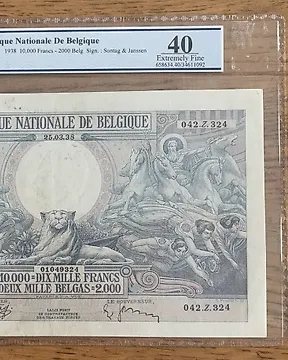 que Nationale De Belgique
1938 10,000 Francs - 2000 Belg Sign. : Sontag & Janssen
40
Extremely Fine
658634.40/34611092
QUE NATIONALE DE BELGIQUE
25.03.38
042.Z.324
01049324
10.000=DIX MILLE FRANCS
DEUX MILLE BELGAS=2.000
LE GOUVERNEUR,
042.Z.324